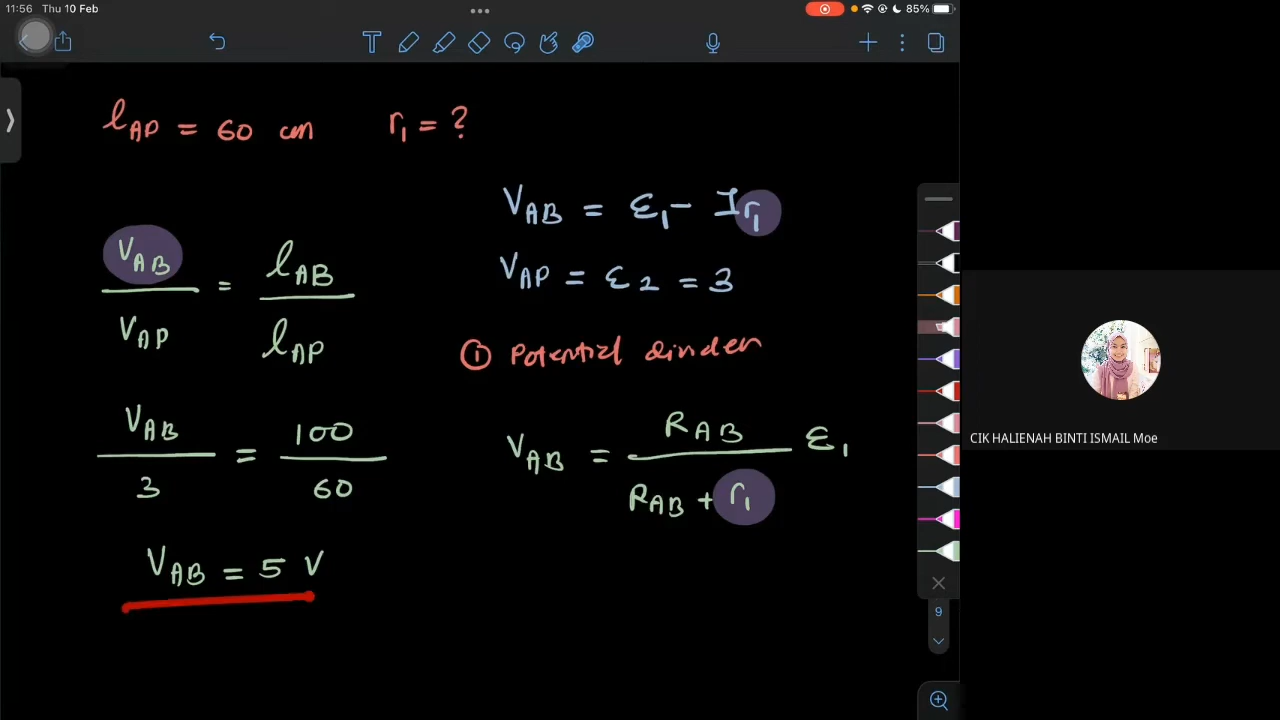 11:56 Thu 10 Feb
85%
T
l_AP = 60 cm r₁ = ?
V_AB / V_AP = l_AB / l_AP
V_AB / 3 = 100 / 60
V_AB = 5 V
V_AB = ε₁ - Ir₁
V_AP = ε₂ = 3
① Potential dinder
V_AB = R_AB / (R_AB + r₁) ε₁
9
CIK HALIENAH BINTI ISMAIL Moe